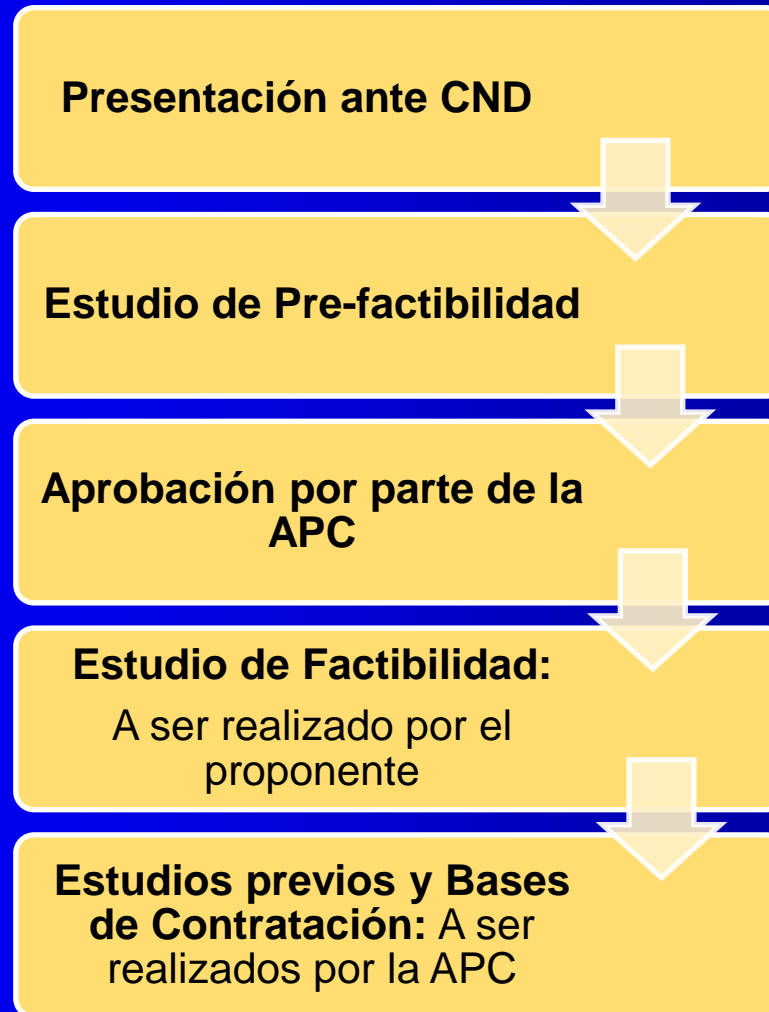 Presentación ante CND
Estudio de Pre-factibilidad
Aprobación por parte de la
APC
Estudio de Factibilidad:
A ser realizado por el
proponente
Estudios previos y Bases
de Contratación: A ser
realizados por la APC